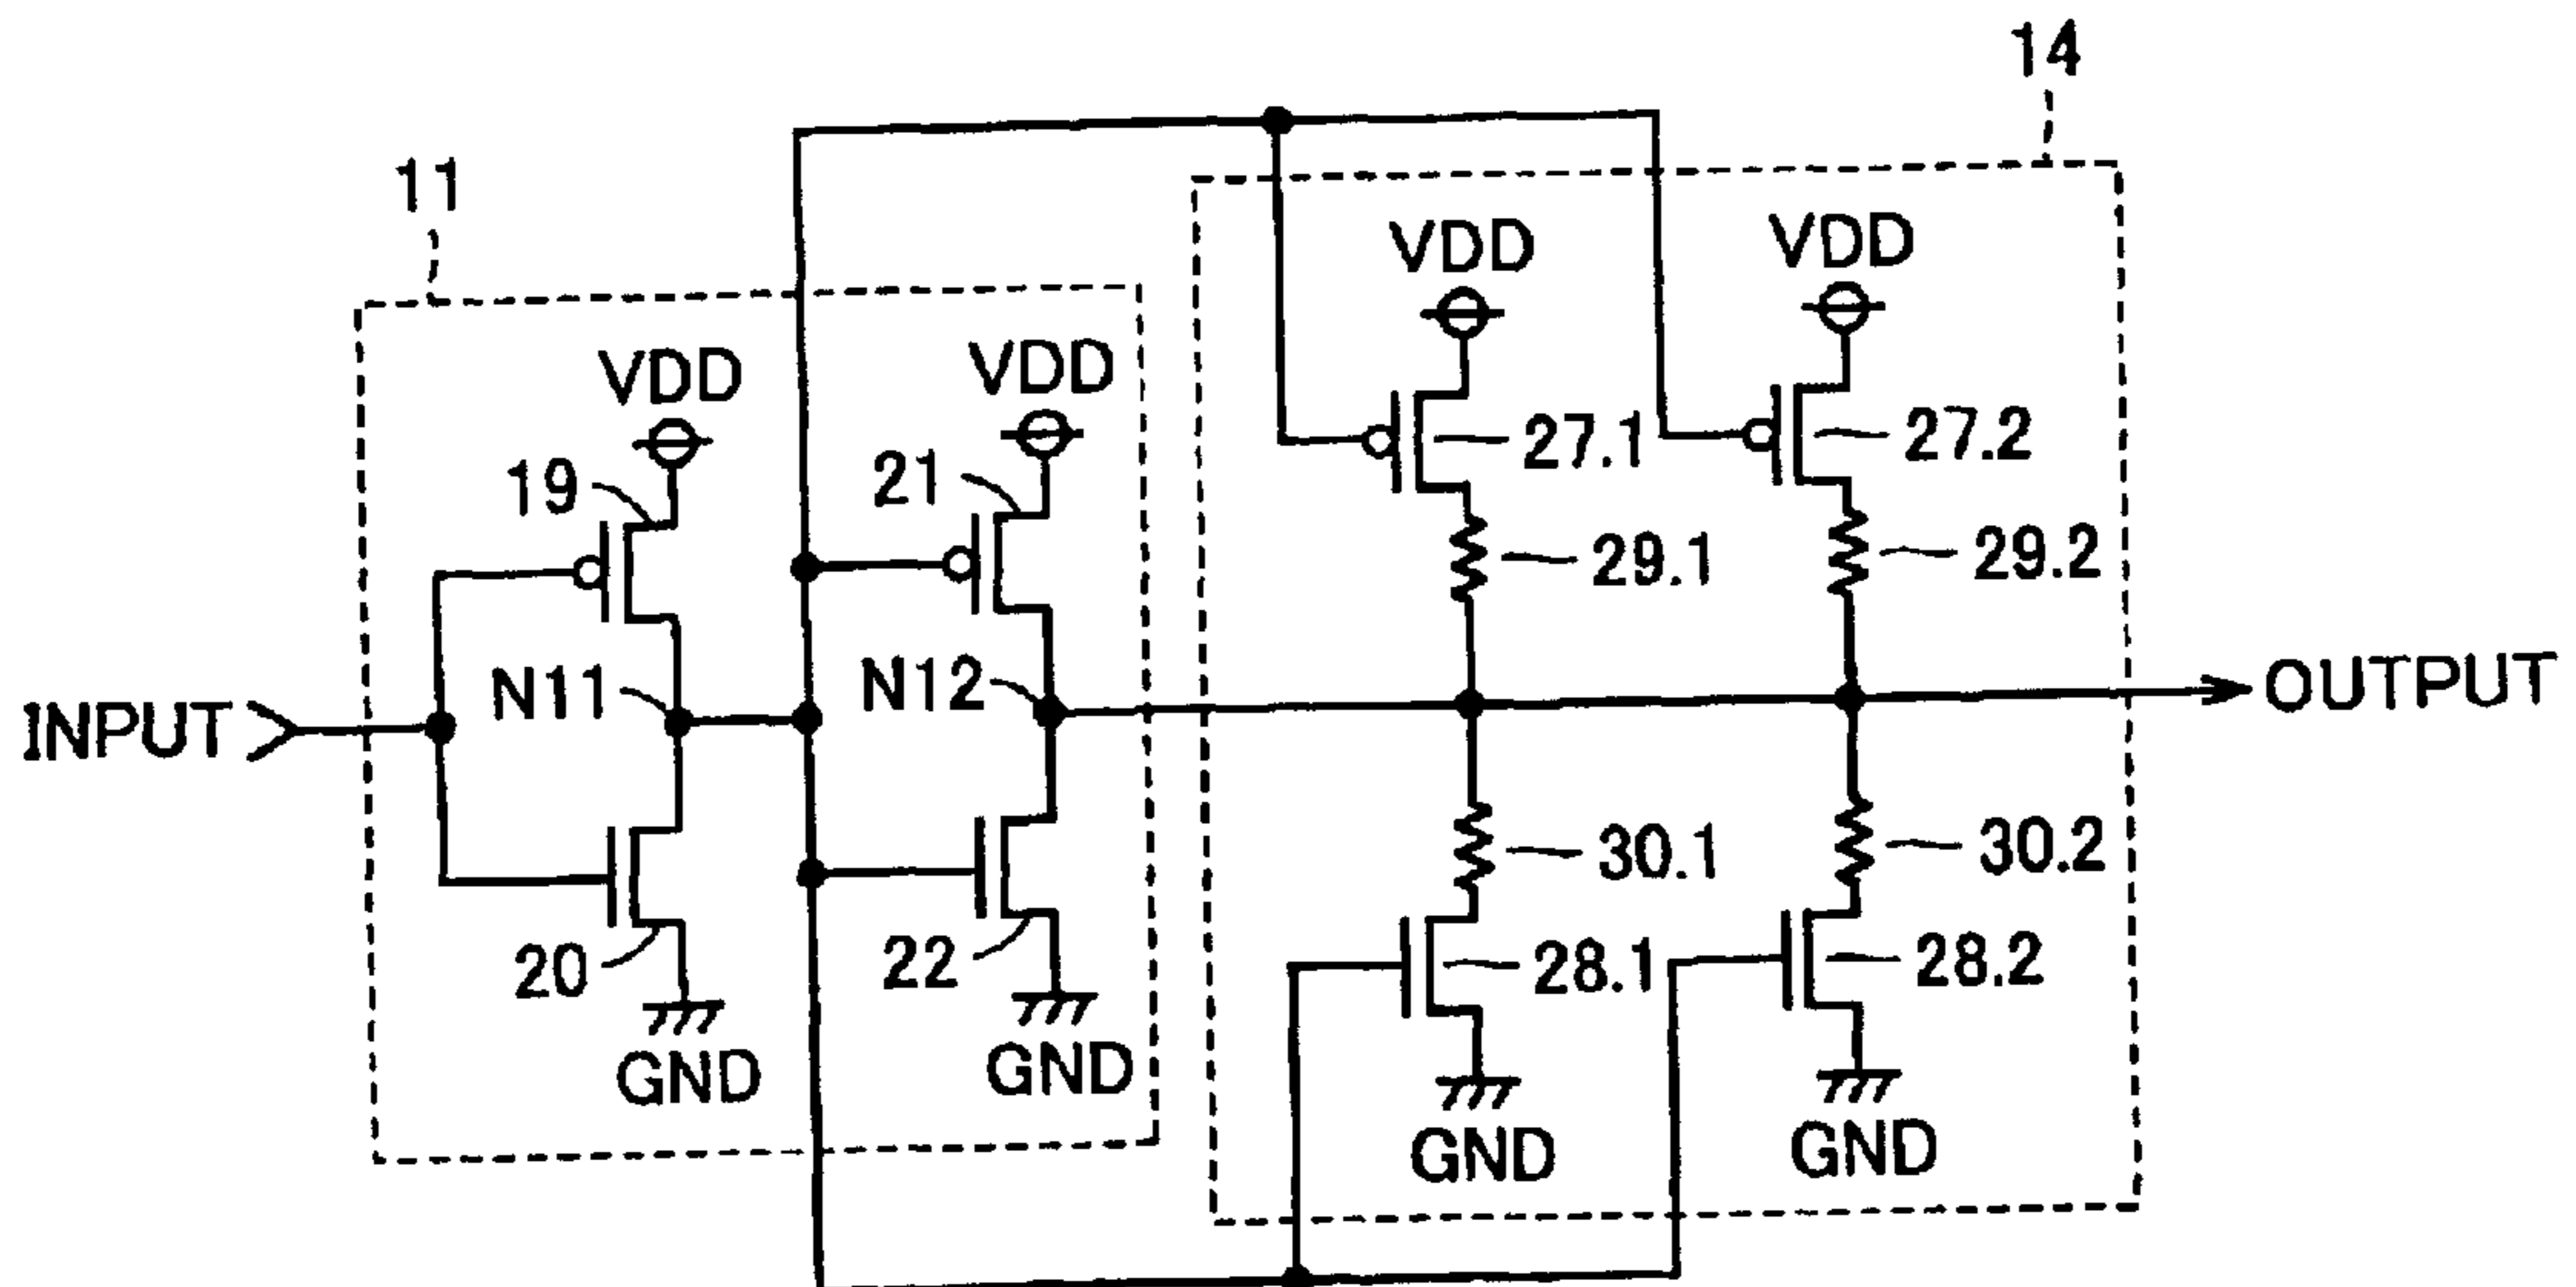 14
11
VDD
VDD
VDD
VDD
19
21
27.1
27.2
29.1
29.2
N11
N12
INPUT
OUTPUT
30.1
30.2
20
22
28.1
28.2
GND
GND
GND
GND